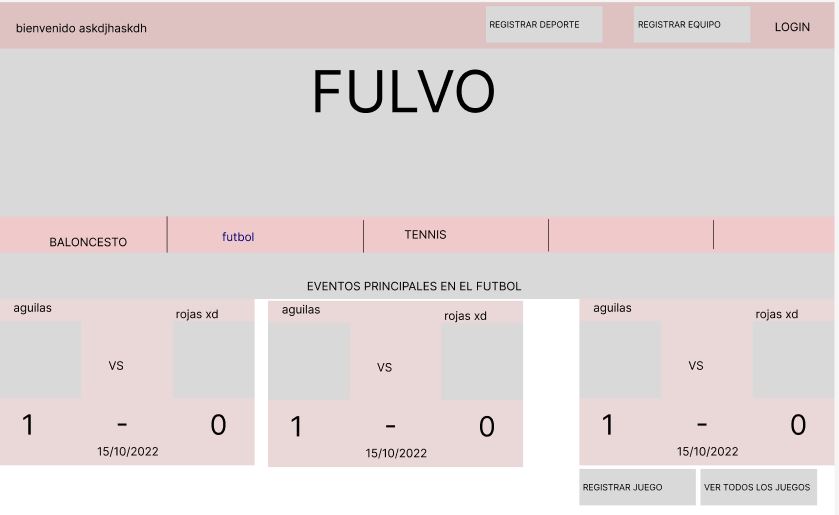 bienvenido askdjhaskdh
REGISTRAR DEPORTE
REGISTRAR EQUIPO
LOGIN
FULVO
BALONCESTO
futbol
TENNIS
EVENTOS PRINCIPALES EN EL FUTBOL
aguilas
rojas xd
VS
1 - 0
15/10/2022
aguilas
rojas xd
VS
1 - 0
15/10/2022
aguilas
rojas xd
VS
1 - 0
15/10/2022
REGISTRAR JUEGO
VER TODOS LOS JUEGOS